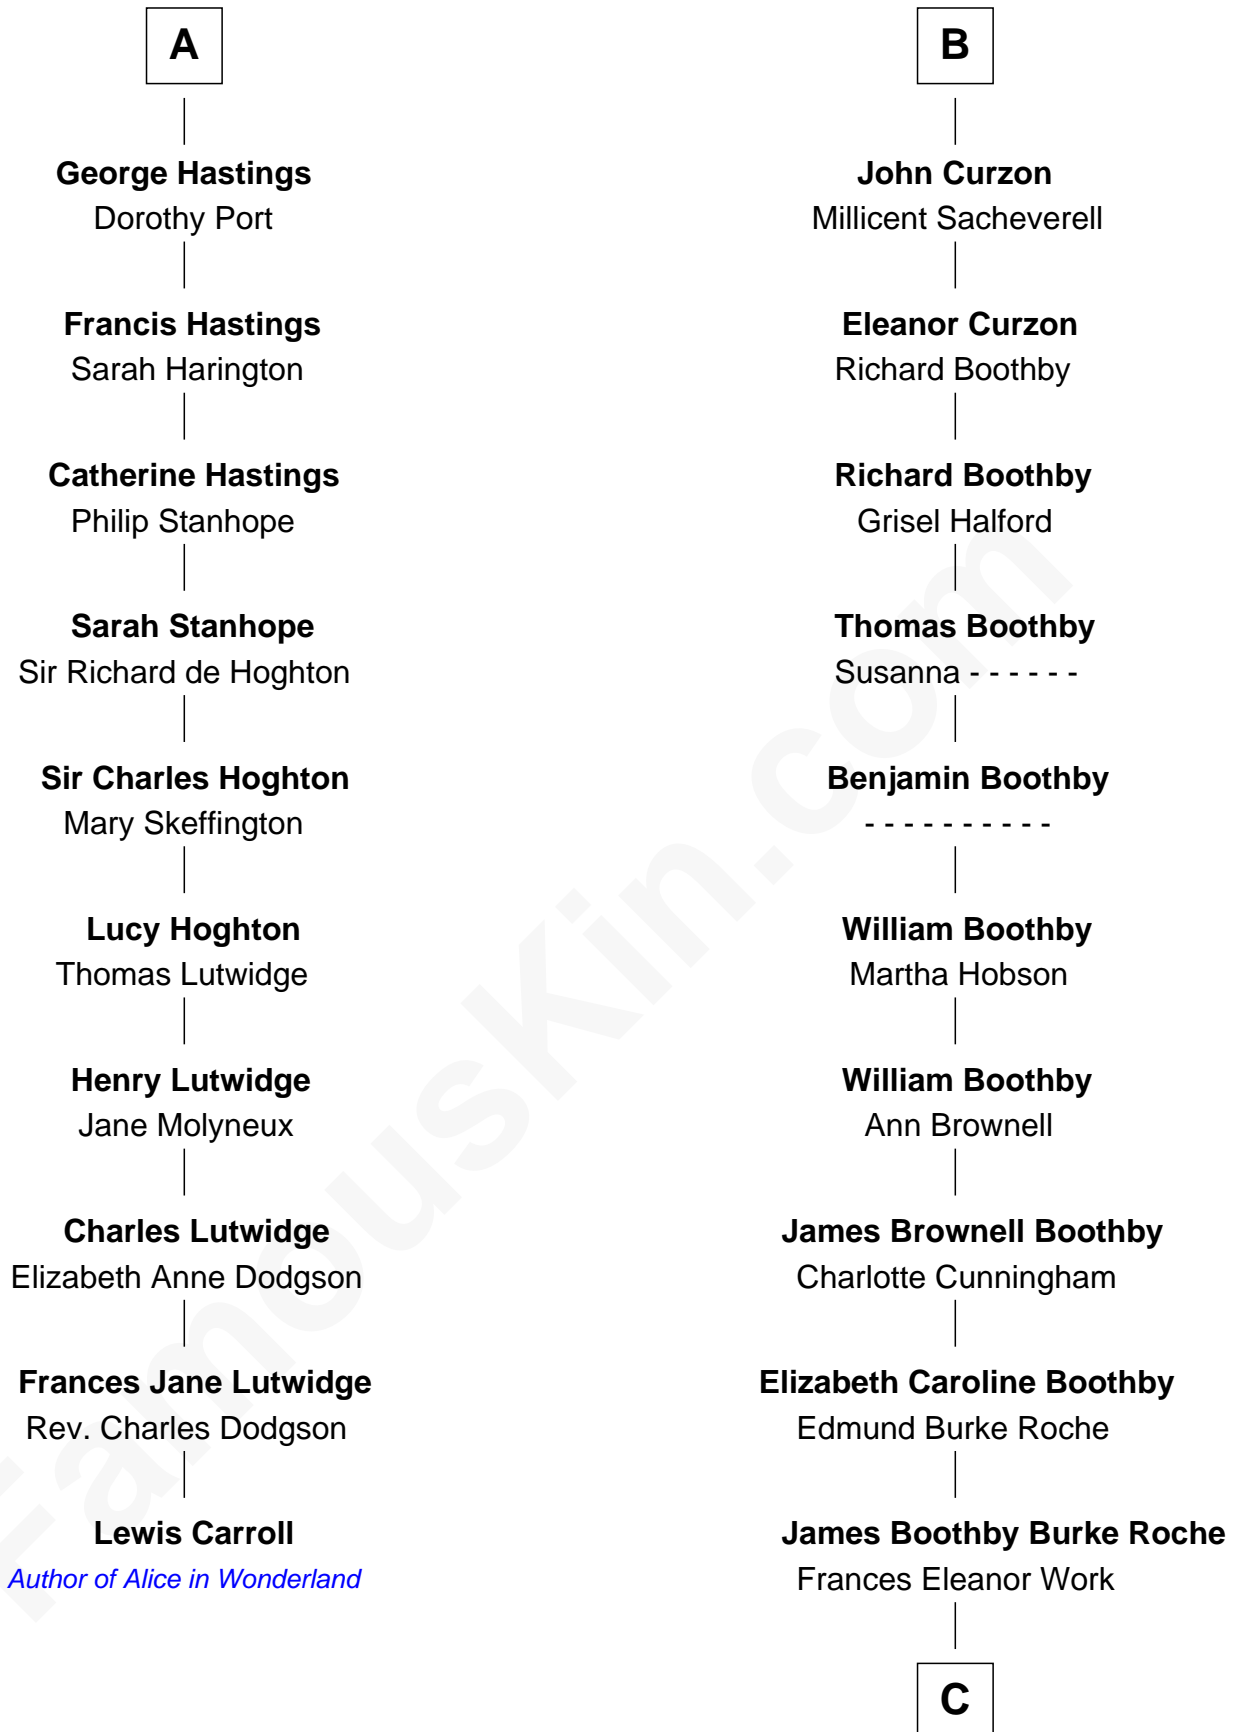 A
George Hastings
Dorothy Port
Francis Hastings
Sarah Harington
Catherine Hastings
Philip Stanhope
Sarah Stanhope
Sir Richard de Hoghton
Sir Charles Hoghton
Mary Skeffington
Lucy Hoghton
Thomas Lutwidge
Henry Lutwidge
Jane Molyneux
Charles Lutwidge
Elizabeth Anne Dodgson
Frances Jane Lutwidge
Rev. Charles Dodgson
Lewis Carroll
Author of Alice in Wonderland
B
John Curzon
Millicent Sacheverell
Eleanor Curzon
Richard Boothby
Richard Boothby
Grisel Halford
Thomas Boothby
Susanna - - - - - -
Benjamin Boothby
- - - - - - - - - -
William Boothby
Martha Hobson
William Boothby
Ann Brownell
James Brownell Boothby
Charlotte Cunningham
Elizabeth Caroline Boothby
Edmund Burke Roche
James Boothby Burke Roche
Frances Eleanor Work
C
FamousKin.com